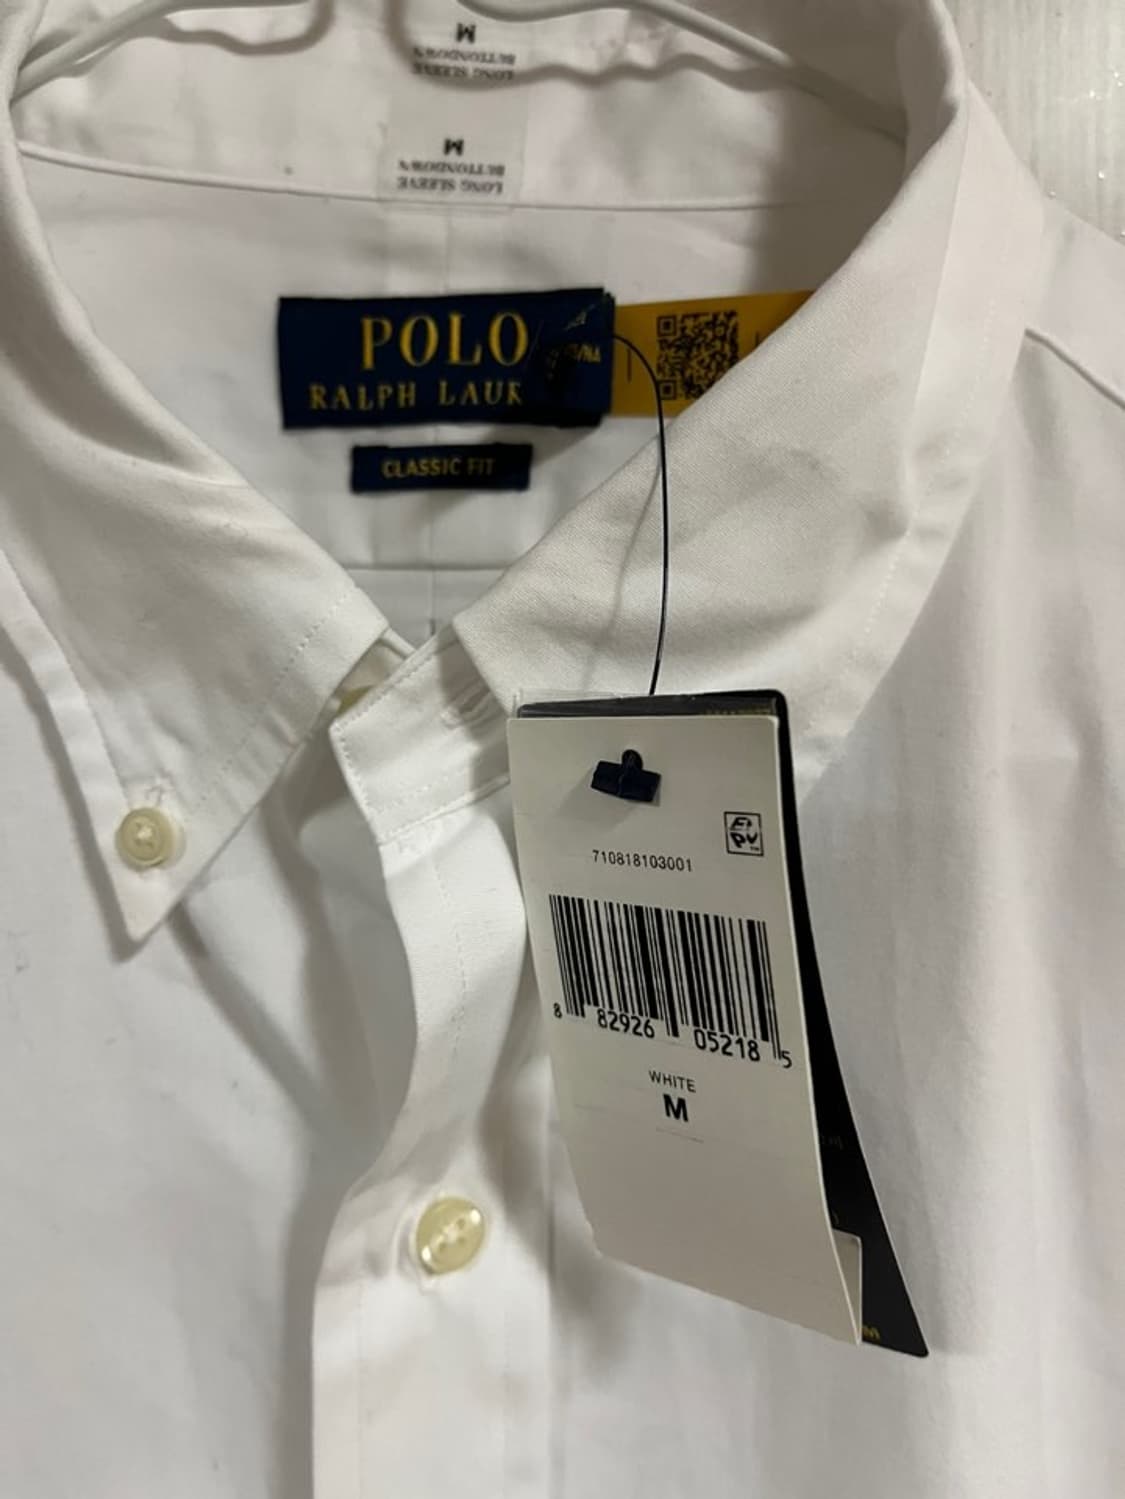 M
BUTTONDOWN
LONG SLEEVE
M
BUTTONDOWN
LONG SLEEVE
POLO
RALPH LAUR
CLASSIC FIT
710818103001
8 82926 05218 5
WHITE
M